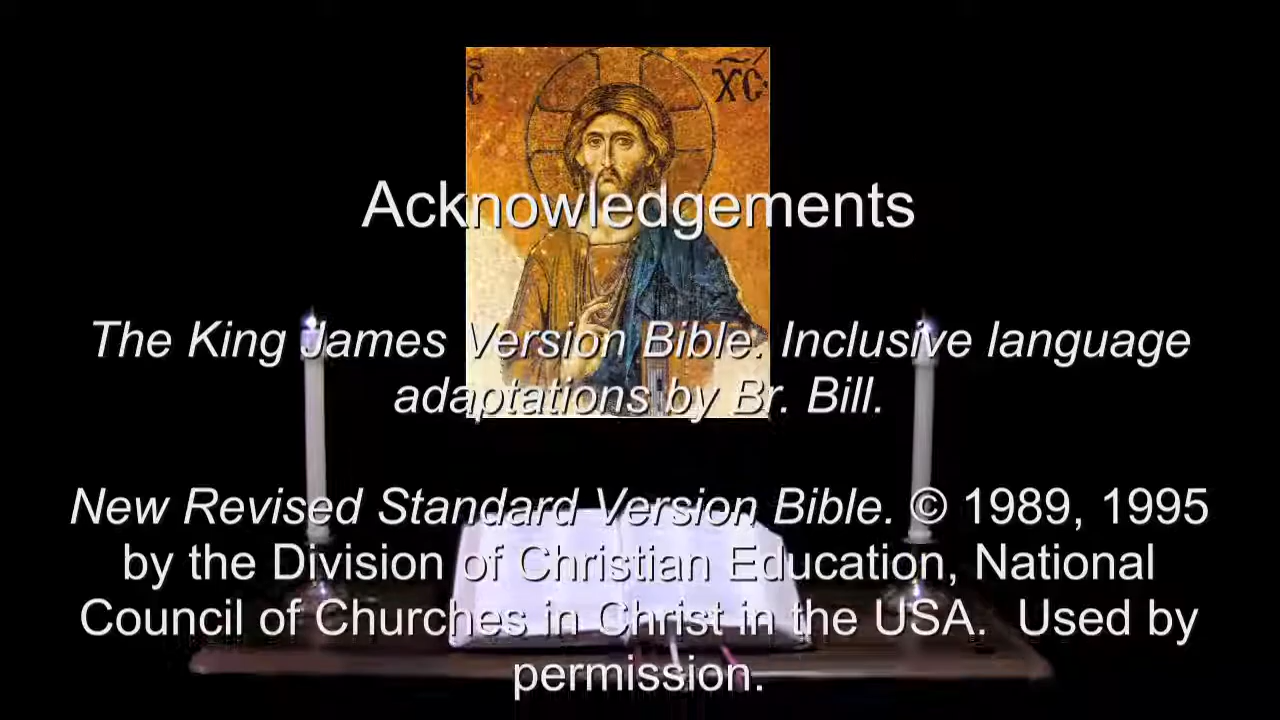 C XC
Acknowledgements
The King James Version Bible. Inclusive language
adaptations by Br. Bill.
New Revised Standard Version Bible. © 1989, 1995
by the Division of Christian Education, National
Council of Churches in Christ in the USA.  Used by
permission.